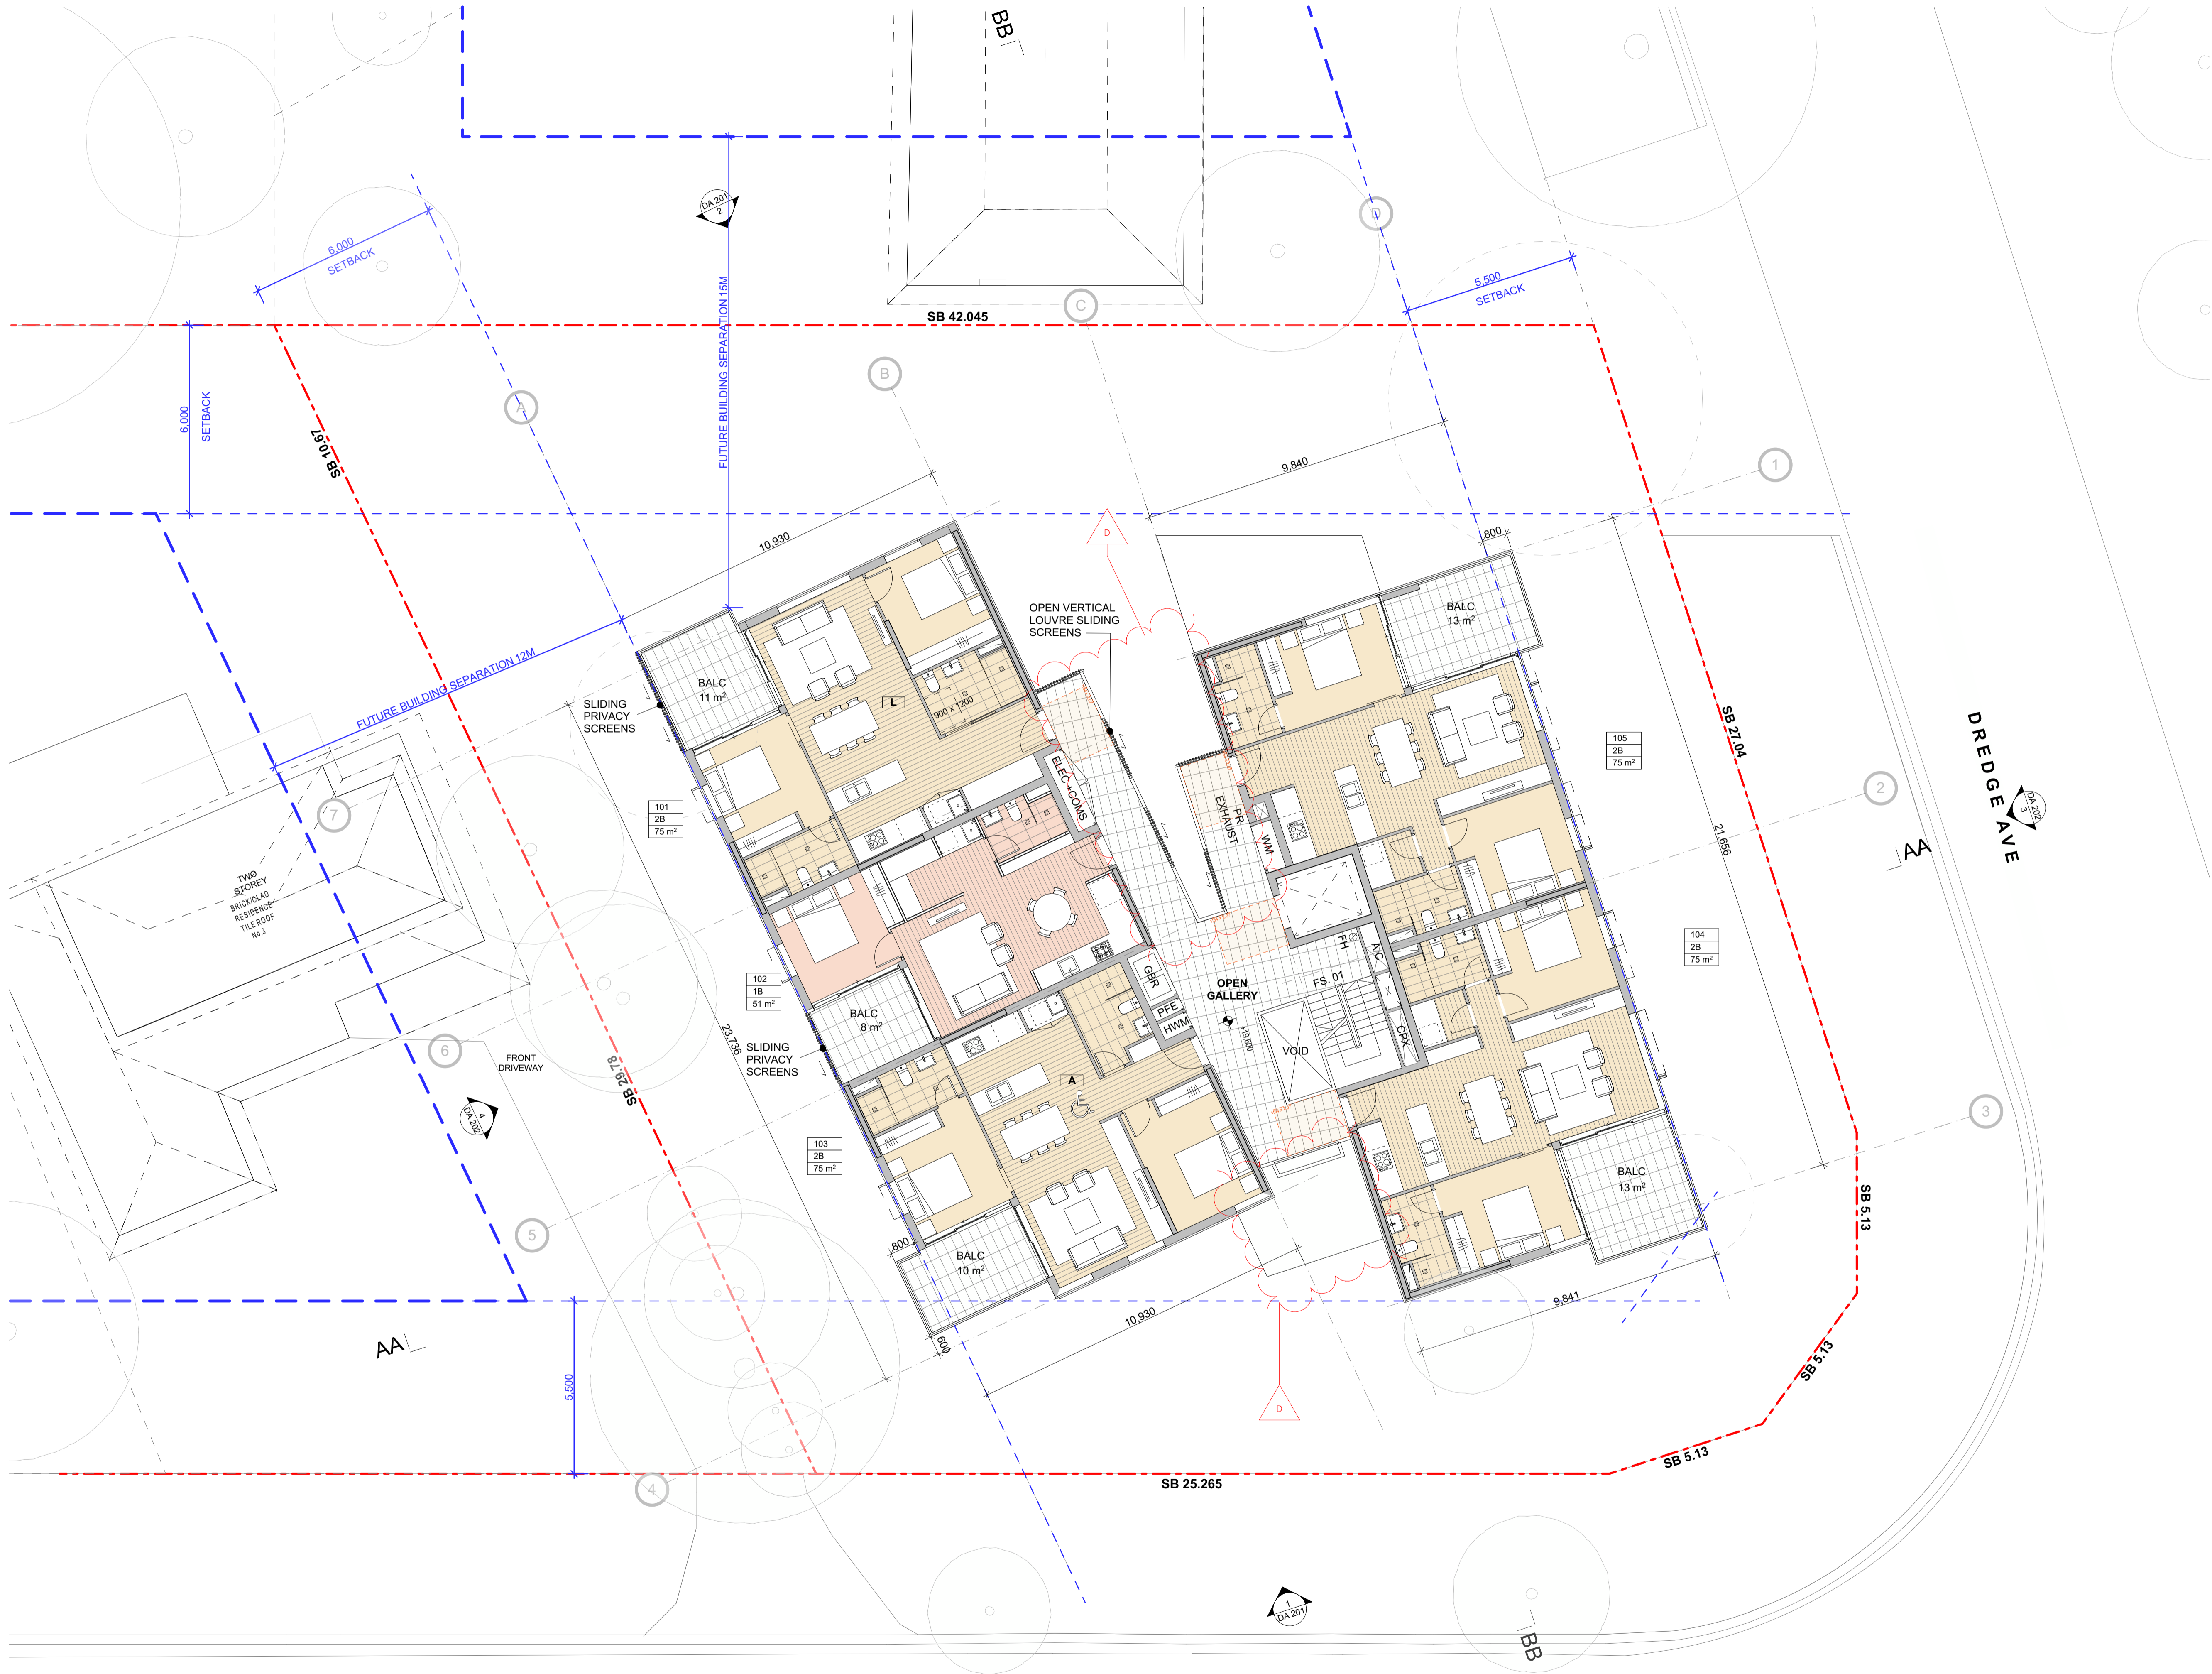 BB
DA 201
2
6,000
SETBACK
D
5,500
SETBACK
C
SB 42.045
FUTURE BUILDING SEPARATION 15M
B
A
6,000
SETBACK
SB 10.67
9,840
1
10,930
D
800
OPEN VERTICAL
LOUVRE SLIDING
SCREENS
BALC
13 m²
FUTURE BUILDING SEPARATION 12M
BALC
11 m²
SLIDING
PRIVACY
SCREENS
L
900 x 1200
SB 27.04
DREDGE AVE
105
2B
75 m²
2
DA 202
3
7
101
2B
75 m²
ELEC +COMS
PR
EXHAUST
WM
21,656
AA
TWO
STOREY
BRICK/CLAD
RESIDENCE
TILE ROOF
No.3
104
2B
75 m²
102
1B
51 m²
GBR
OPEN
GALLERY
FH
A/C
FS. 01
PFE
HWM
+19,600
CPX
VOID
BALC
8 m²
23,736
SLIDING
PRIVACY
SCREENS
6
FRONT
DRIVEWAY
SB 29.78
A
4
DA 202
3
103
2B
75 m²
BALC
13 m²
SB 5.13
5
800
BALC
10 m²
9,841
10,930
600
AA
SB 5.13
5,500
D
SB 5.13
4
SB 25.265
1
DA 201
BB